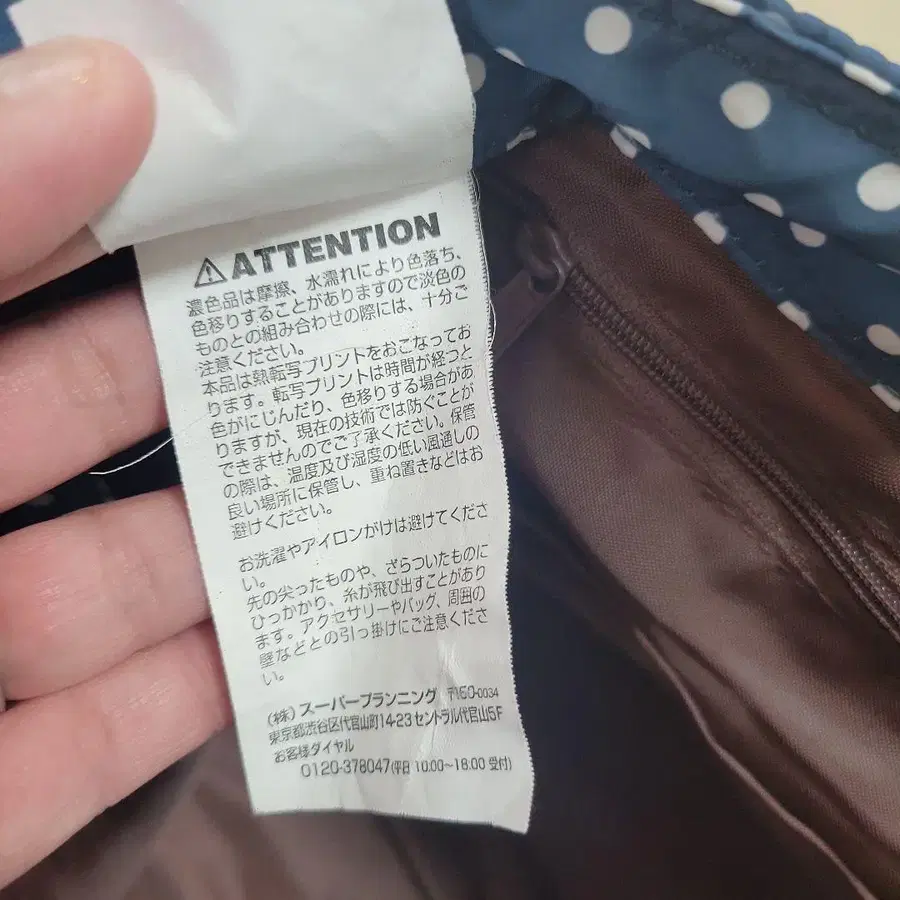 ⚠ATTENTION
濃色品は摩擦、水濡れにより色落ち、
色移りすることがありますので淡色の
ものとの組み合わせの際には、十分ご
注意ください。
本品は熱転写プリントをおこなってお
ります。転写プリントは時間が経つと
色がにじんだり、色移りする場合があ
りますが、現在の技術では防ぐことが
できませんのでご了承ください。保管
の際は、温度及び湿度の低い風通しの
良い場所に保管し、重ね置きなどはお
避けください。
お洗濯やアイロンがけは避けてくださ
い。
先の尖ったものや、ざらついたものに
ひっかかり、糸が飛び出すことがあり
ます。アクセサリーやバッグ、周囲の
壁などとの引っ掛けにご注意くださ
い。
(株)スーパープランニング 〒150-0034
東京都渋谷区代官山町14-23セントラル代官山5F
お客様ダイヤル
0120-378047(平日 10:00~18:00 受付)